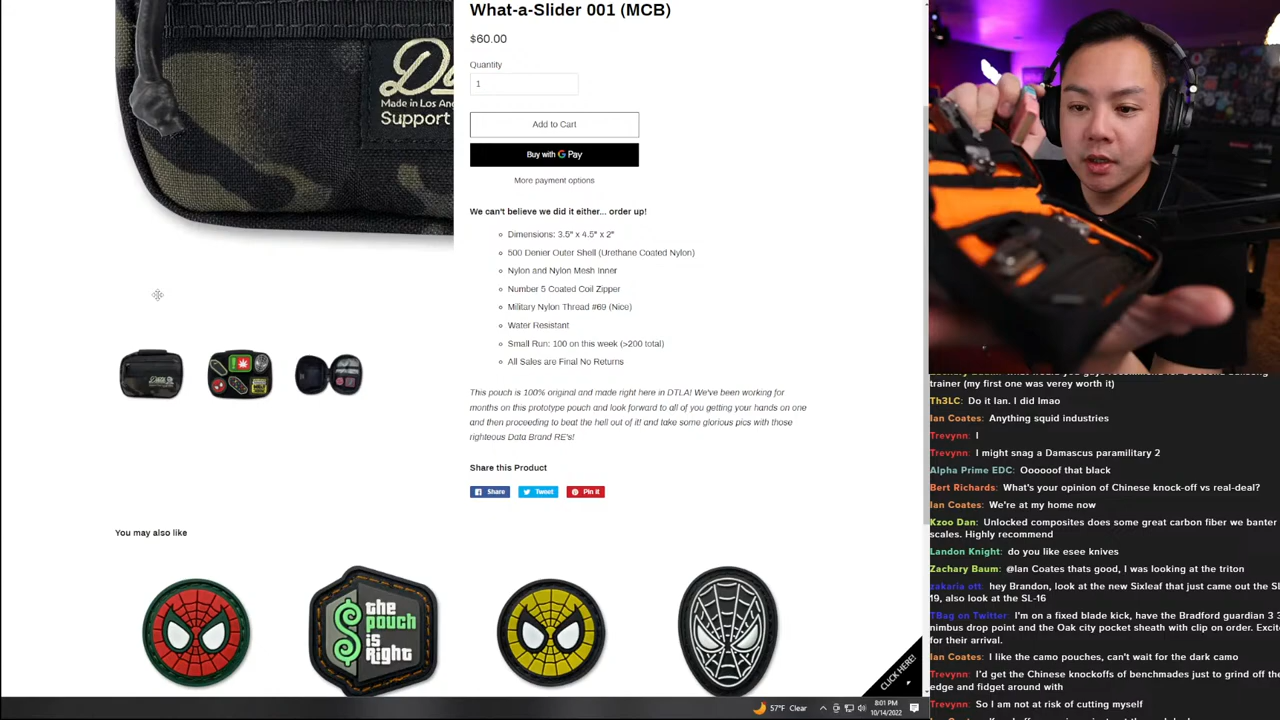 What-a-Slider 001 (MCB)
$60.00
Quantity
1
Add to Cart
Buy with G Pay
More payment options
We can't believe we did it either... order up!
Dimensions: 3.5" x 4.5" x 2"
500 Denier Outer Shell (Urethane Coated Nylon)
Nylon and Nylon Mesh Inner
Number 5 Coated Coil Zipper
Military Nylon Thread #69 (Nice)
Water Resistant
Small Run: 100 on this week (>200 total)
All Sales are Final No Returns
This pouch is 100% original and made right here in DTLA! We've been working for
months on this prototype pouch and look forward to all of you getting your hands on one
and then proceeding to beat the hell out of it! and take some glorious pics with those
righteous Data Brand RE's!
Share this Product
Share
Tweet
Pin it
Made in Los An
Support
You may also like
$ the
pouch
is
Right
CLICK HERE!
57°F Clear
8:01 PM
10/14/2022
trainer (my first one was verey worth it)
Th3LC: Do it Ian. I did lmao
Ian Coates: Anything squid industries
Trevynn: I
Trevynn: I might snag a Damascus paramilitary 2
Alpha Prime EDC: Oooooof that black
Bert Richards: What's your opinion of Chinese knock-off vs real-deal?
Ian Coates: We're at my home now
Kzoo Dan: Unlocked composites does some great carbon fiber we banter
scales. Highly recommend
Landon Knight: do you like esee knives
Zachary Baum: @Ian Coates thats good, I was looking at the triton
zakaria ott: hey Brandon, look at the new Sixleaf that just came out the SL
19, also look at the SL-16
TBag on Twitter: I'm on a fixed blade kick, have the Bradford guardian 3
nimbus drop point and the Oak city pocket sheath with clip on order. Excit
for their arrival.
Ian Coates: I like the camo pouches, can't wait for the dark camo
Trevynn: I'd get the Chinese knockoffs of benchmades just to grind off the
edge and fidget around with
Trevynn: So I am not at risk of cutting myself